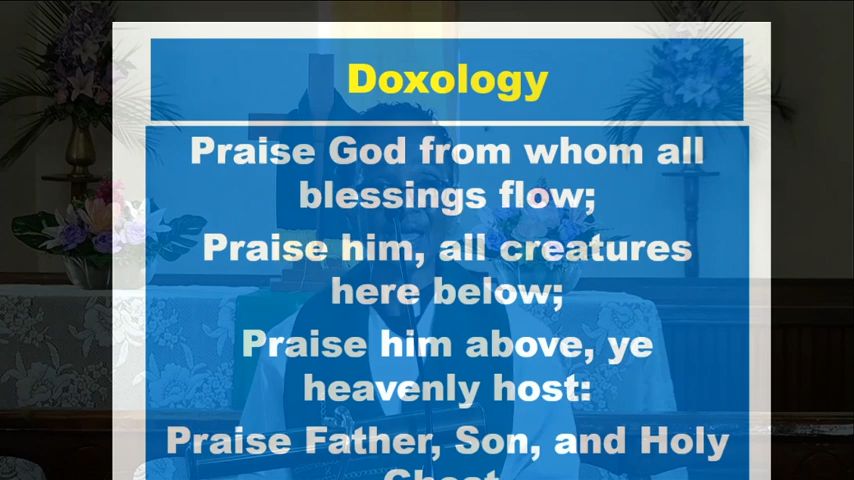 Doxology
Praise God from whom all
blessings flow;
Praise him, all creatures
here below;
Praise him above, ye
heavenly host:
Praise Father, Son, and Holy
Ghost